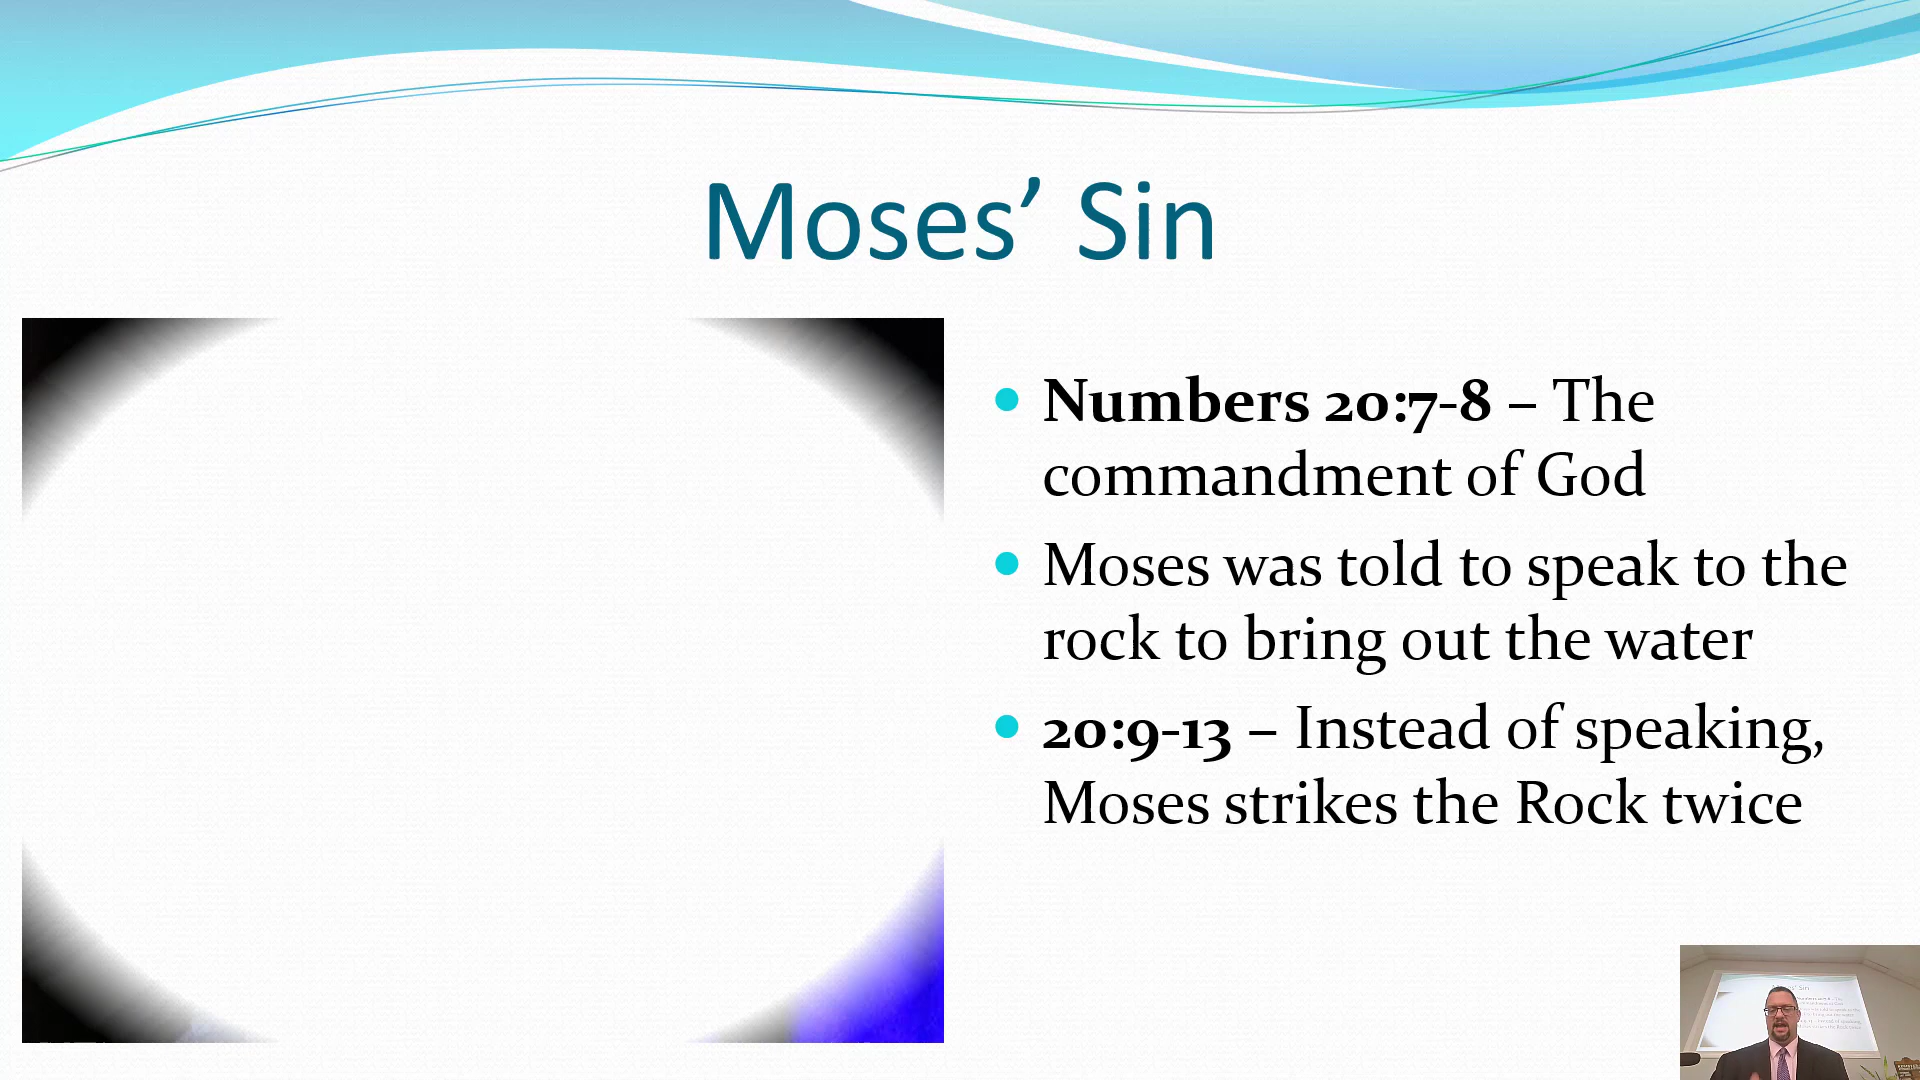 Moses’ Sin
Numbers 20:7-8 – The
commandment of God
Moses was told to speak to the
rock to bring out the water
20:9-13 – Instead of speaking,
Moses strikes the Rock twice